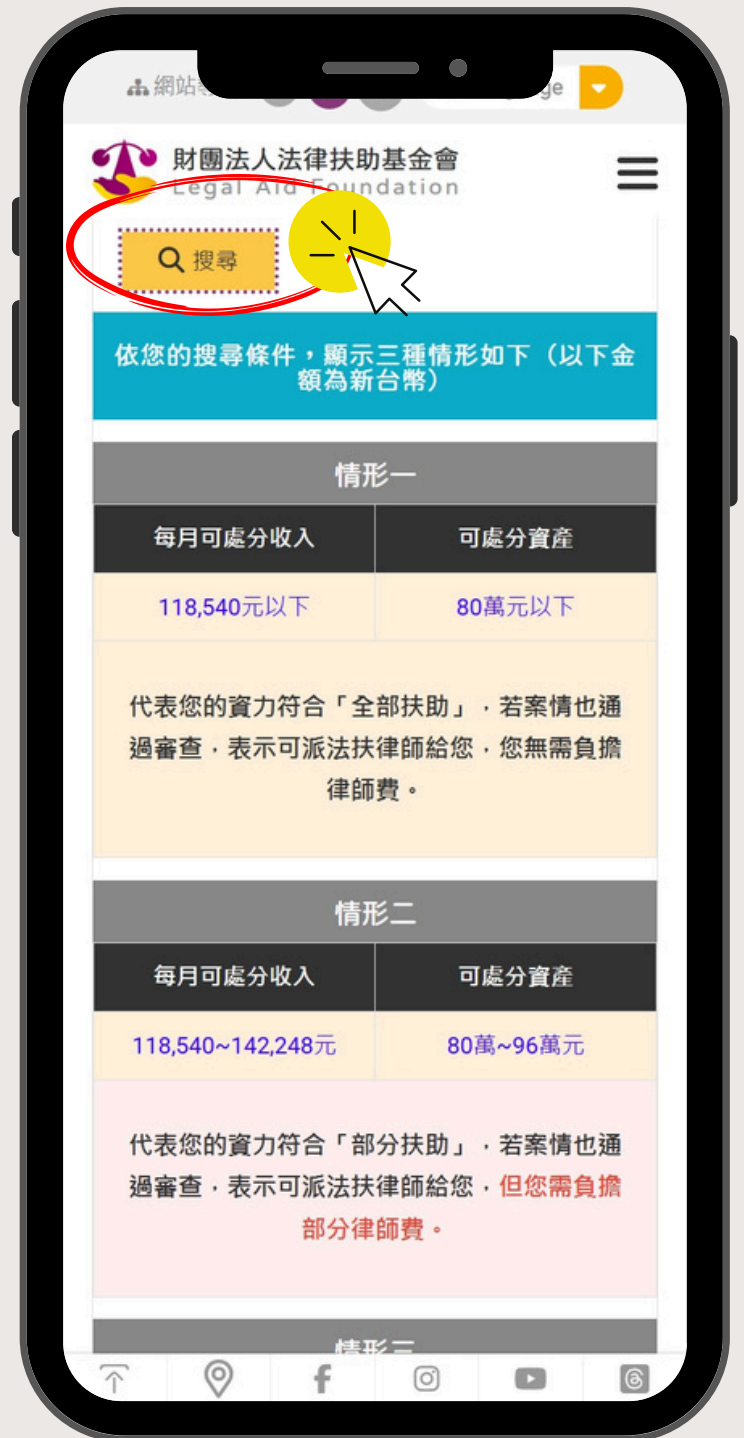 網站
ge
財團法人法律扶助基金會
Legal Aid Foundation
搜尋
依您的搜尋條件，顯示三種情形如下（以下金
額為新台幣）
情形一
每月可處分收入 可處分資產
118,540元以下 80萬元以下
代表您的資力符合「全部扶助」，若案情也通
過審查，表示可派法扶律師給您，您無需負擔
律師費。
情形二
每月可處分收入 可處分資產
118,540~142,248元 80萬~96萬元
代表您的資力符合「部分扶助」，若案情也通
過審查，表示可派法扶律師給您，但您需負擔
部分律師費。
情形三